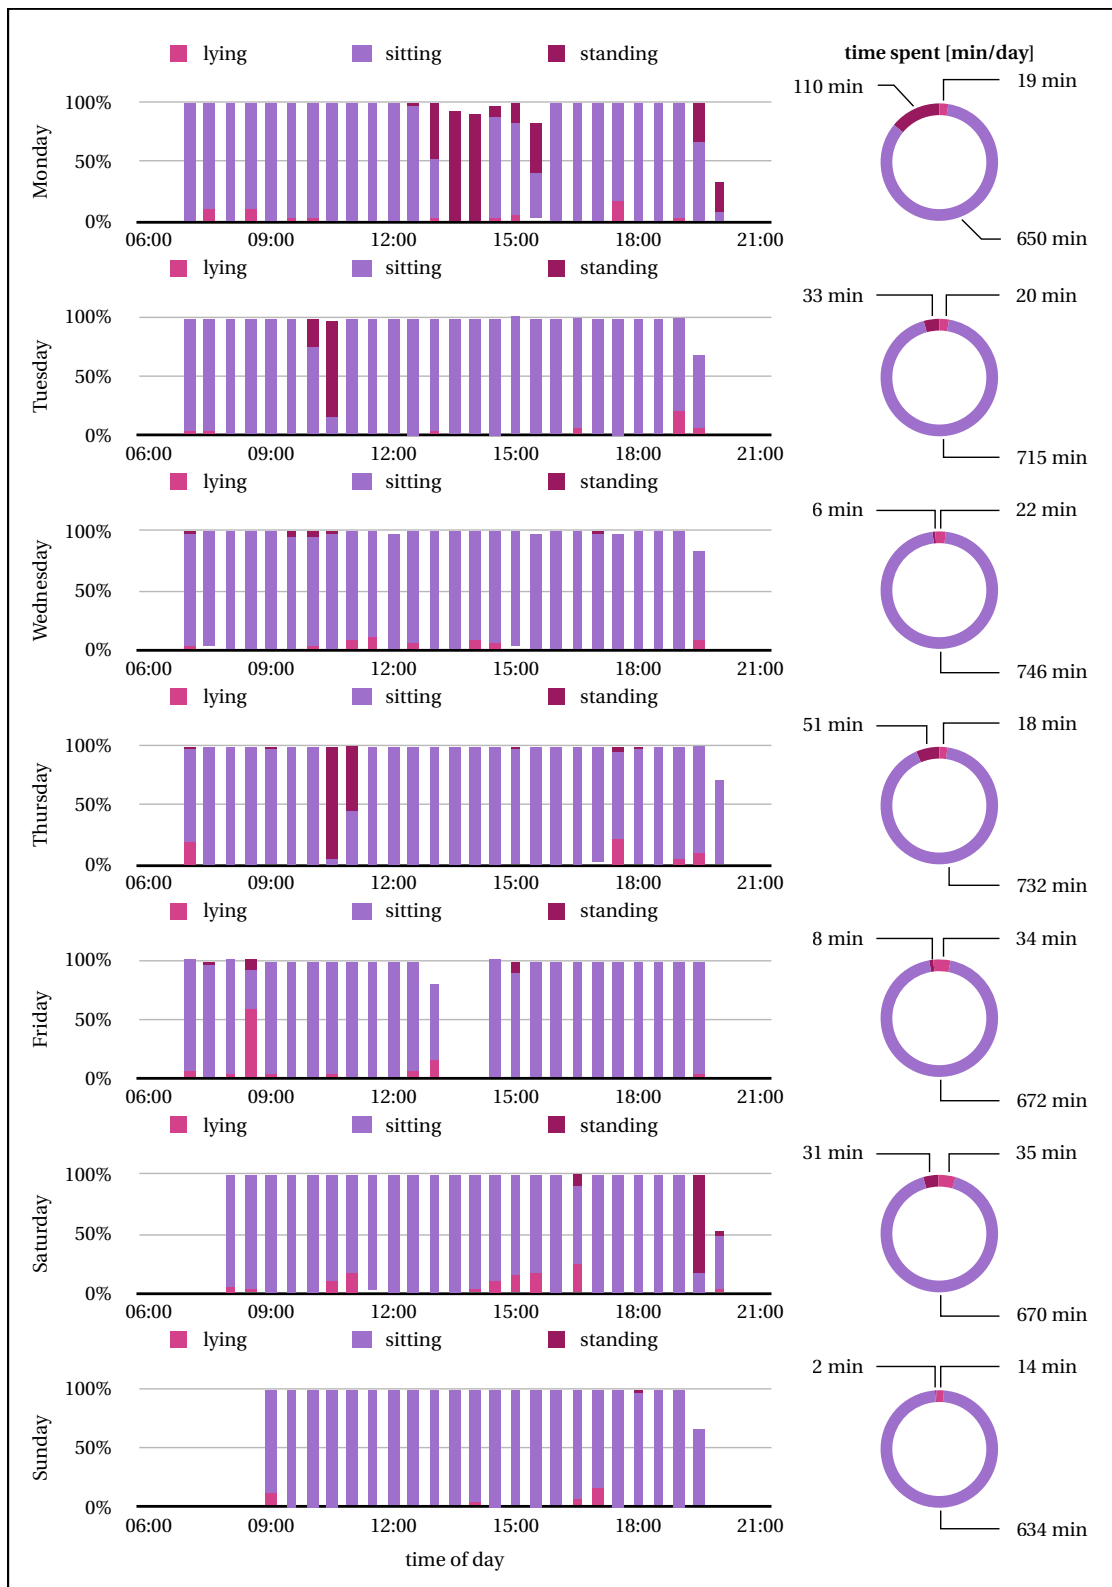 lying sitting standing time spent [min/day]
110 min 19 min
100%
50%
0%
Monday
650 min
06:00 09:00 12:00 15:00 18:00 21:00
lying sitting standing
33 min 20 min
100%
50%
0%
Tuesday
715 min
06:00 09:00 12:00 15:00 18:00 21:00
lying sitting standing
6 min 22 min
100%
50%
0%
Wednesday
746 min
06:00 09:00 12:00 15:00 18:00 21:00
lying sitting standing
51 min 18 min
100%
50%
0%
Thursday
732 min
06:00 09:00 12:00 15:00 18:00 21:00
lying sitting standing
8 min 34 min
100%
50%
0%
Friday
672 min
06:00 09:00 12:00 15:00 18:00 21:00
lying sitting standing
31 min 35 min
100%
50%
0%
Saturday
670 min
06:00 09:00 12:00 15:00 18:00 21:00
lying sitting standing
2 min 14 min
100%
50%
0%
Sunday
634 min
06:00 09:00 12:00 15:00 18:00 21:00
time of day